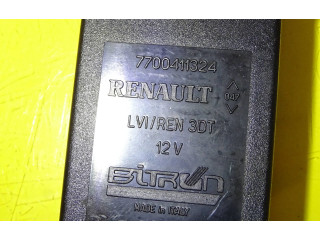 7700411324
RENAULT
LVI/REN 3DT
12 V
BITRON
MADE IN ITALY